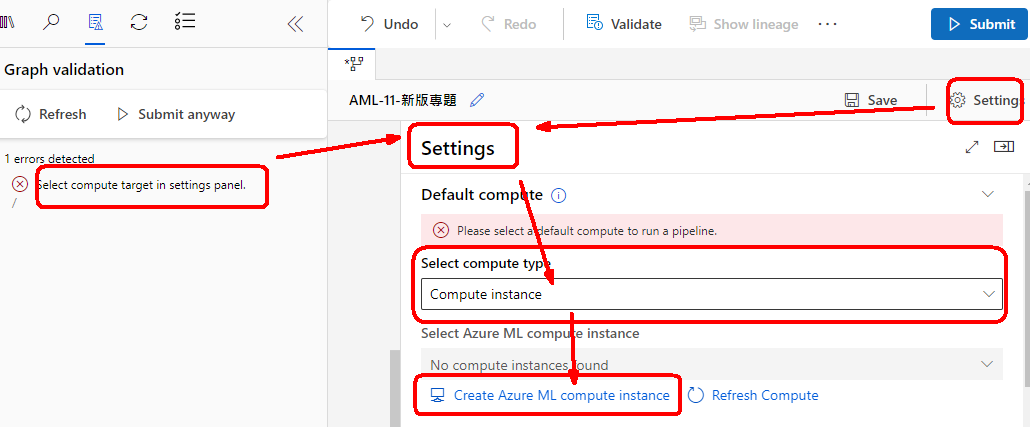 Undo
Redo
Validate
Show lineage
Submit
Graph validation
Refresh
Submit anyway
1 errors detected
Select compute target in settings panel.
/
AML-11-新版專題
Save
Settings
Settings
Default compute
Please select a default compute to run a pipeline.
Select compute type
Compute instance
Select Azure ML compute instance
No compute instances found
Create Azure ML compute instance
Refresh Compute